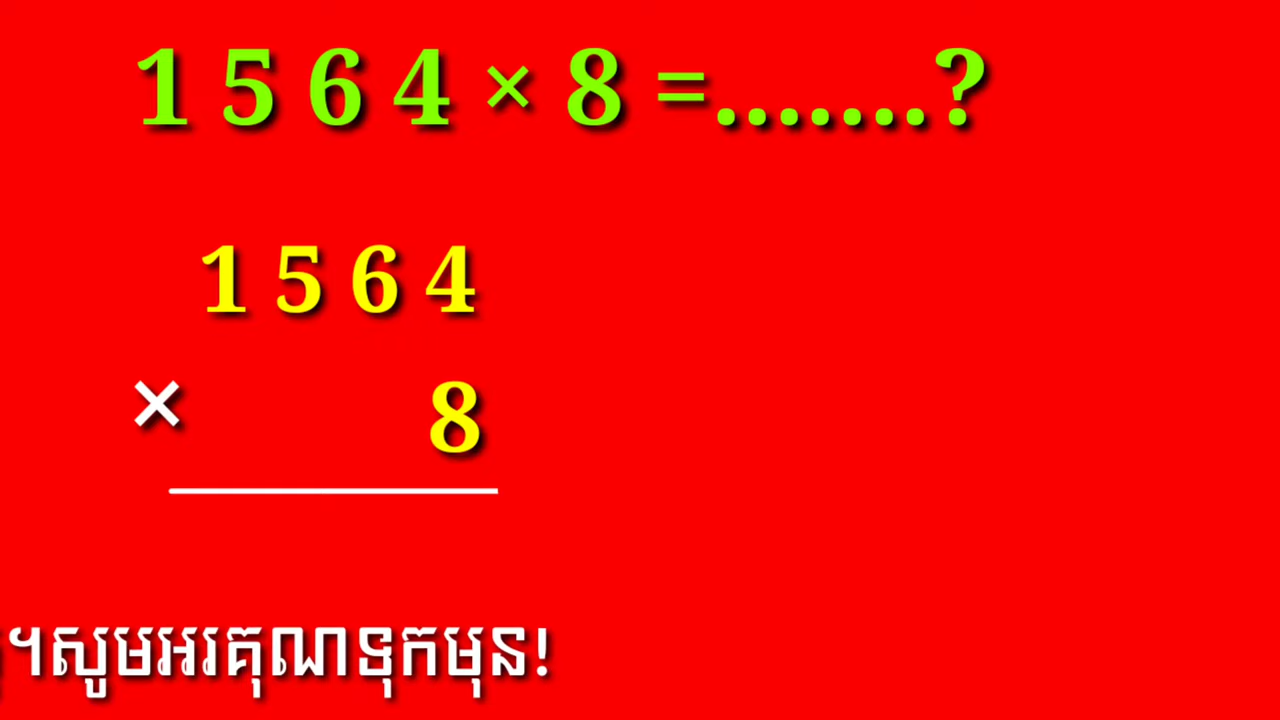 1 5 6 4 × 8 =.......?
1 5 6 4
× 8
។សូមអរគុណទុកមុន!